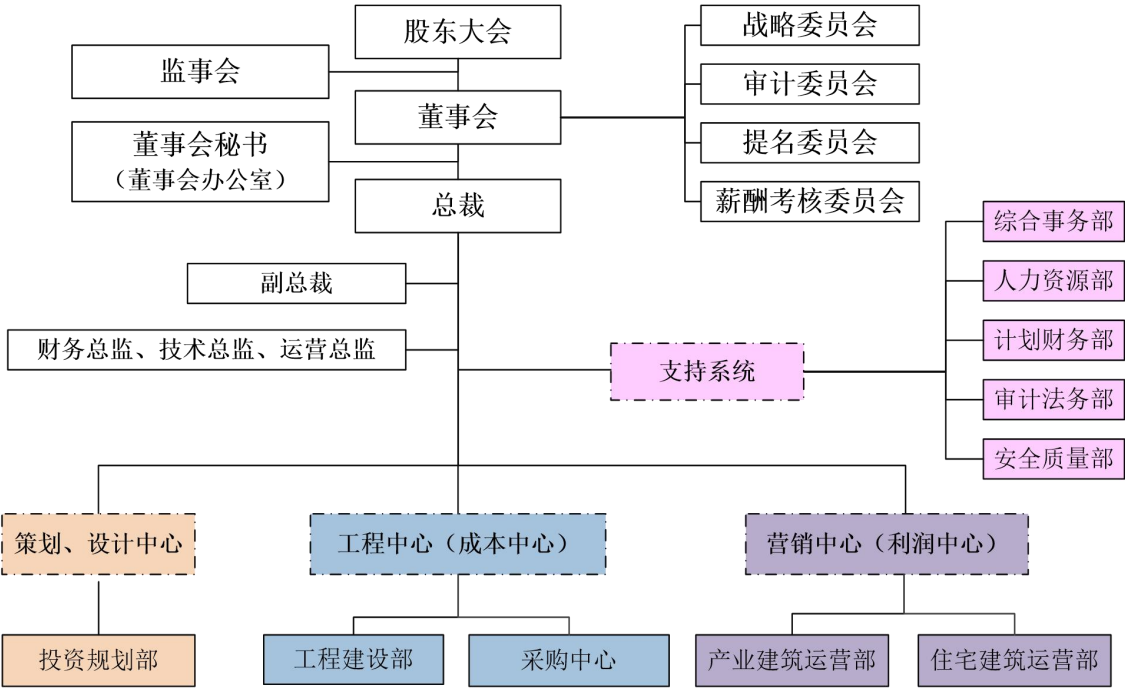 股东大会
监事会
董事会
董事会秘书
（董事会办公室）
总裁
战略委员会
审计委员会
提名委员会
薪酬考核委员会
副总裁
财务总监、技术总监、运营总监
支持系统
综合事务部
人力资源部
计划财务部
审计法务部
安全质量部
策划、设计中心
工程中心（成本中心）
营销中心（利润中心）
投资规划部
工程建设部
采购中心
产业建筑运营部
住宅建筑运营部